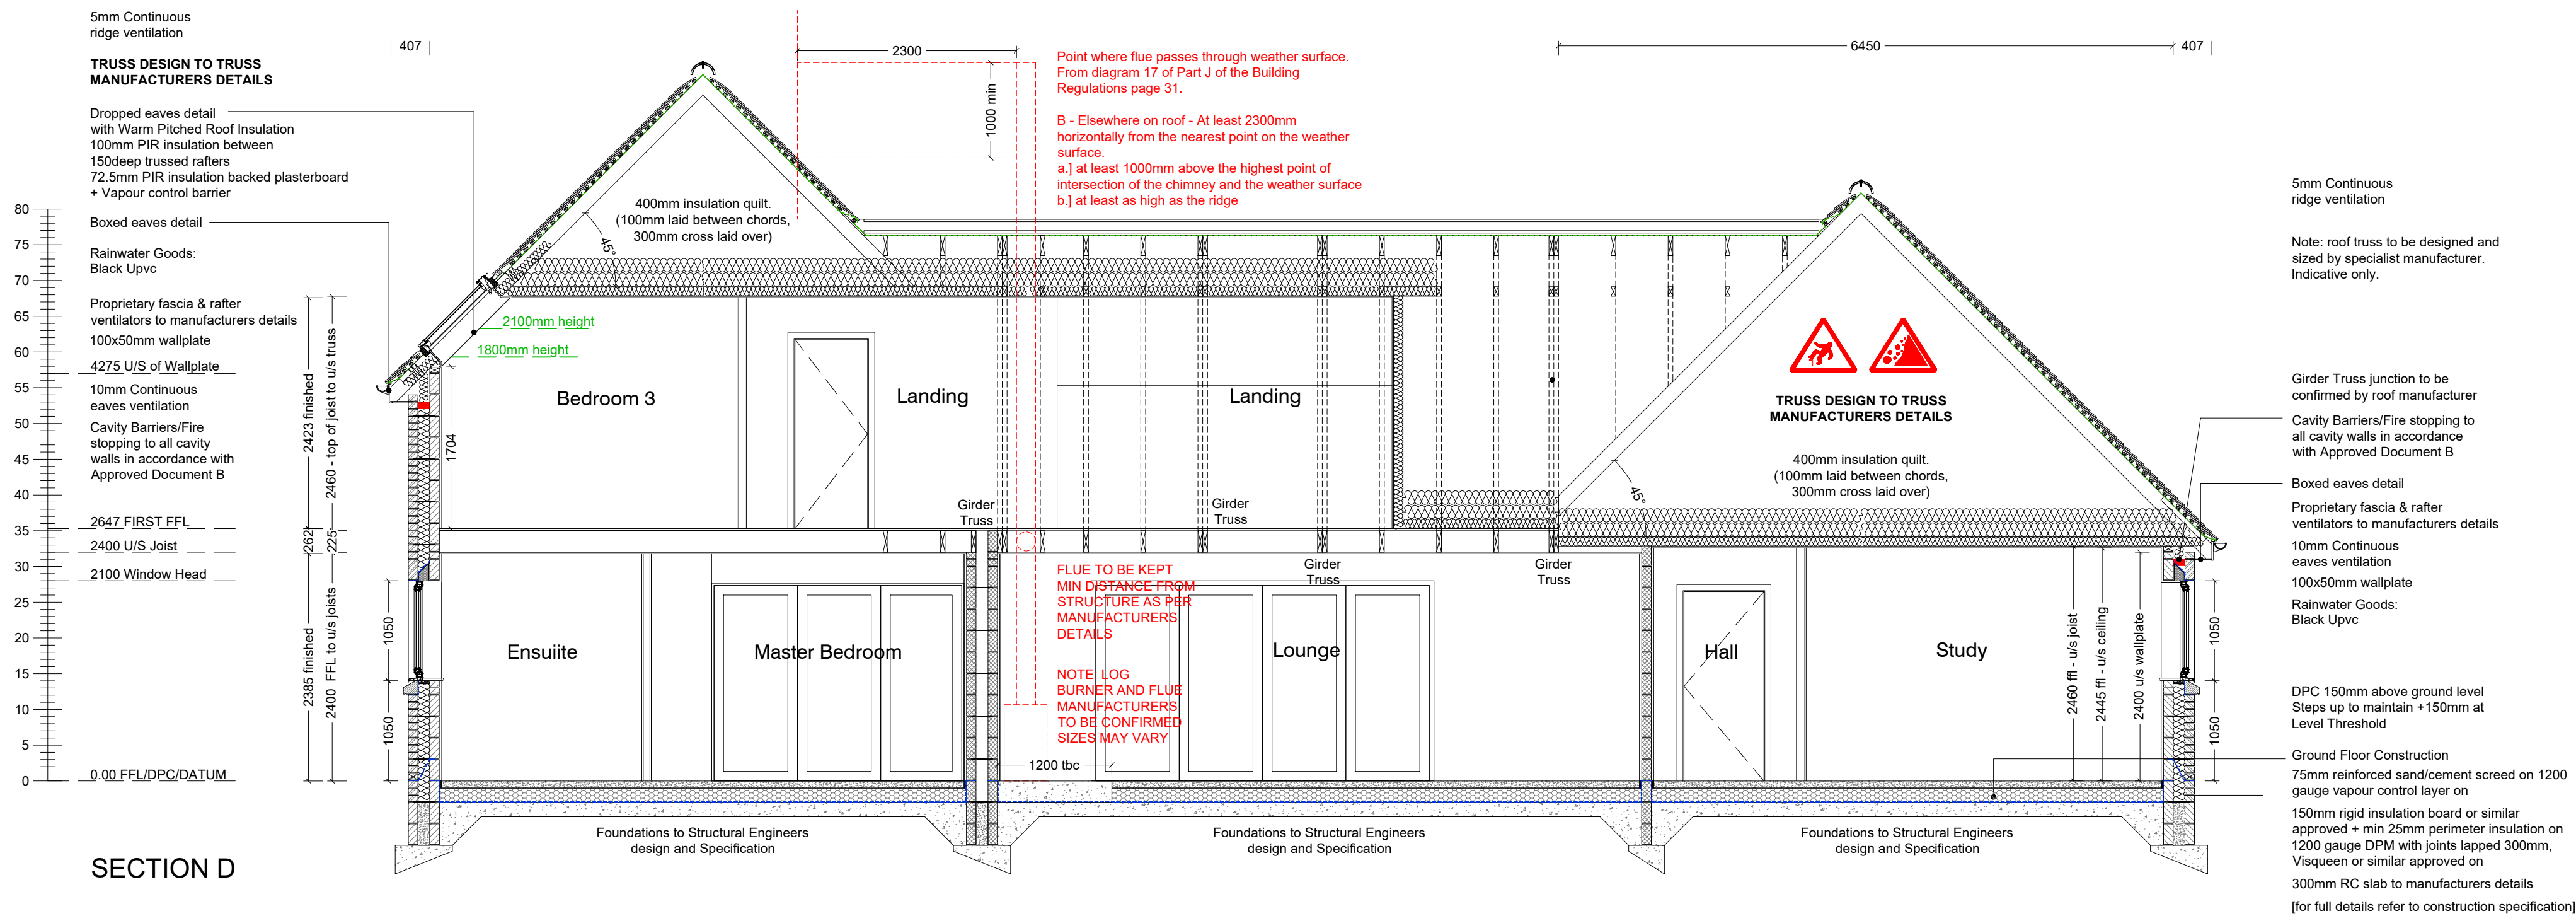 5mm Continuous
ridge ventilation
TRUSS DESIGN TO TRUSS
MANUFACTURERS DETAILS
Dropped eaves detail
with Warm Pitched Roof Insulation
100mm PIR insulation between
150deep trussed rafters
72.5mm PIR insulation backed plasterboard
+ Vapour control barrier
Boxed eaves detail
Rainwater Goods:
Black Upvc
Proprietary fascia & rafter
ventilators to manufacturers details
100x50mm wallplate
4275 U/S of Wallplate
10mm Continuous
eaves ventilation
Cavity Barriers/Fire
stopping to all cavity
walls in accordance with
Approved Document B
2647 FIRST FFL
2400 U/S Joist
2100 Window Head
0.00 FFL/DPC/DATUM
80
75
70
65
60
55
50
45
40
35
30
25
20
15
10
5
0
SECTION D
407
2300
1000 min
6450
407
Point where flue passes through weather surface.
From diagram 17 of Part J of the Building
Regulations page 31.
B - Elsewhere on roof - At least 2300mm
horizontally from the nearest point on the weather
surface.
a.] at least 1000mm above the highest point of
intersection of the chimney and the weather surface
b.] at least as high as the ridge
400mm insulation quilt.
(100mm laid between chords,
300mm cross laid over)
45°
2100mm height
1800mm height
2423 finished
2460 - top of joist to u/s truss
262
225
2385 finished
2400  FFL to u/s joists
1704
1050
1050
Bedroom 3
Landing
Landing
Girder
Truss
Girder
Truss
Girder
Truss
Girder
Truss
TRUSS DESIGN TO TRUSS
MANUFACTURERS DETAILS
400mm insulation quilt.
(100mm laid between chords,
300mm cross laid over)
45°
Ensuiite
Master Bedroom
FLUE TO BE KEPT
MIN DISTANCE FROM
STRUCTURE AS PER
MANUFACTURERS
DETAILS
NOTE, LOG
BURNER AND FLUE
MANUFACTURERS
TO BE CONFIRMED
SIZES MAY VARY
1200 tbc
Lounge
Hall
Study
2460 ffl - u/s joist
2445 ffl - u/s ceiling
2400 u/s wallplate
1050
1050
Foundations to Structural Engineers
design and Specification
Foundations to Structural Engineers
design and Specification
Foundations to Structural Engineers
design and Specification
5mm Continuous
ridge ventilation
Note: roof truss to be designed and
sized by specialist manufacturer.
Indicative only.
Girder Truss junction to be
confirmed by roof manufacturer
Cavity Barriers/Fire stopping to
all cavity walls in accordance
with Approved Document B
Boxed eaves detail
Proprietary fascia & rafter
ventilators to manufacturers details
10mm Continuous
eaves ventilation
100x50mm wallplate
Rainwater Goods:
Black Upvc
DPC 150mm above ground level
Steps up to maintain +150mm at
Level Threshold
Ground Floor Construction
75mm reinforced sand/cement screed on 1200
gauge vapour control layer on
150mm rigid insulation board or similar
approved + min 25mm perimeter insulation on
1200 gauge DPM with joints lapped 300mm,
Visqueen or similar approved on
300mm RC slab to manufacturers details
[for full details refer to construction specification]